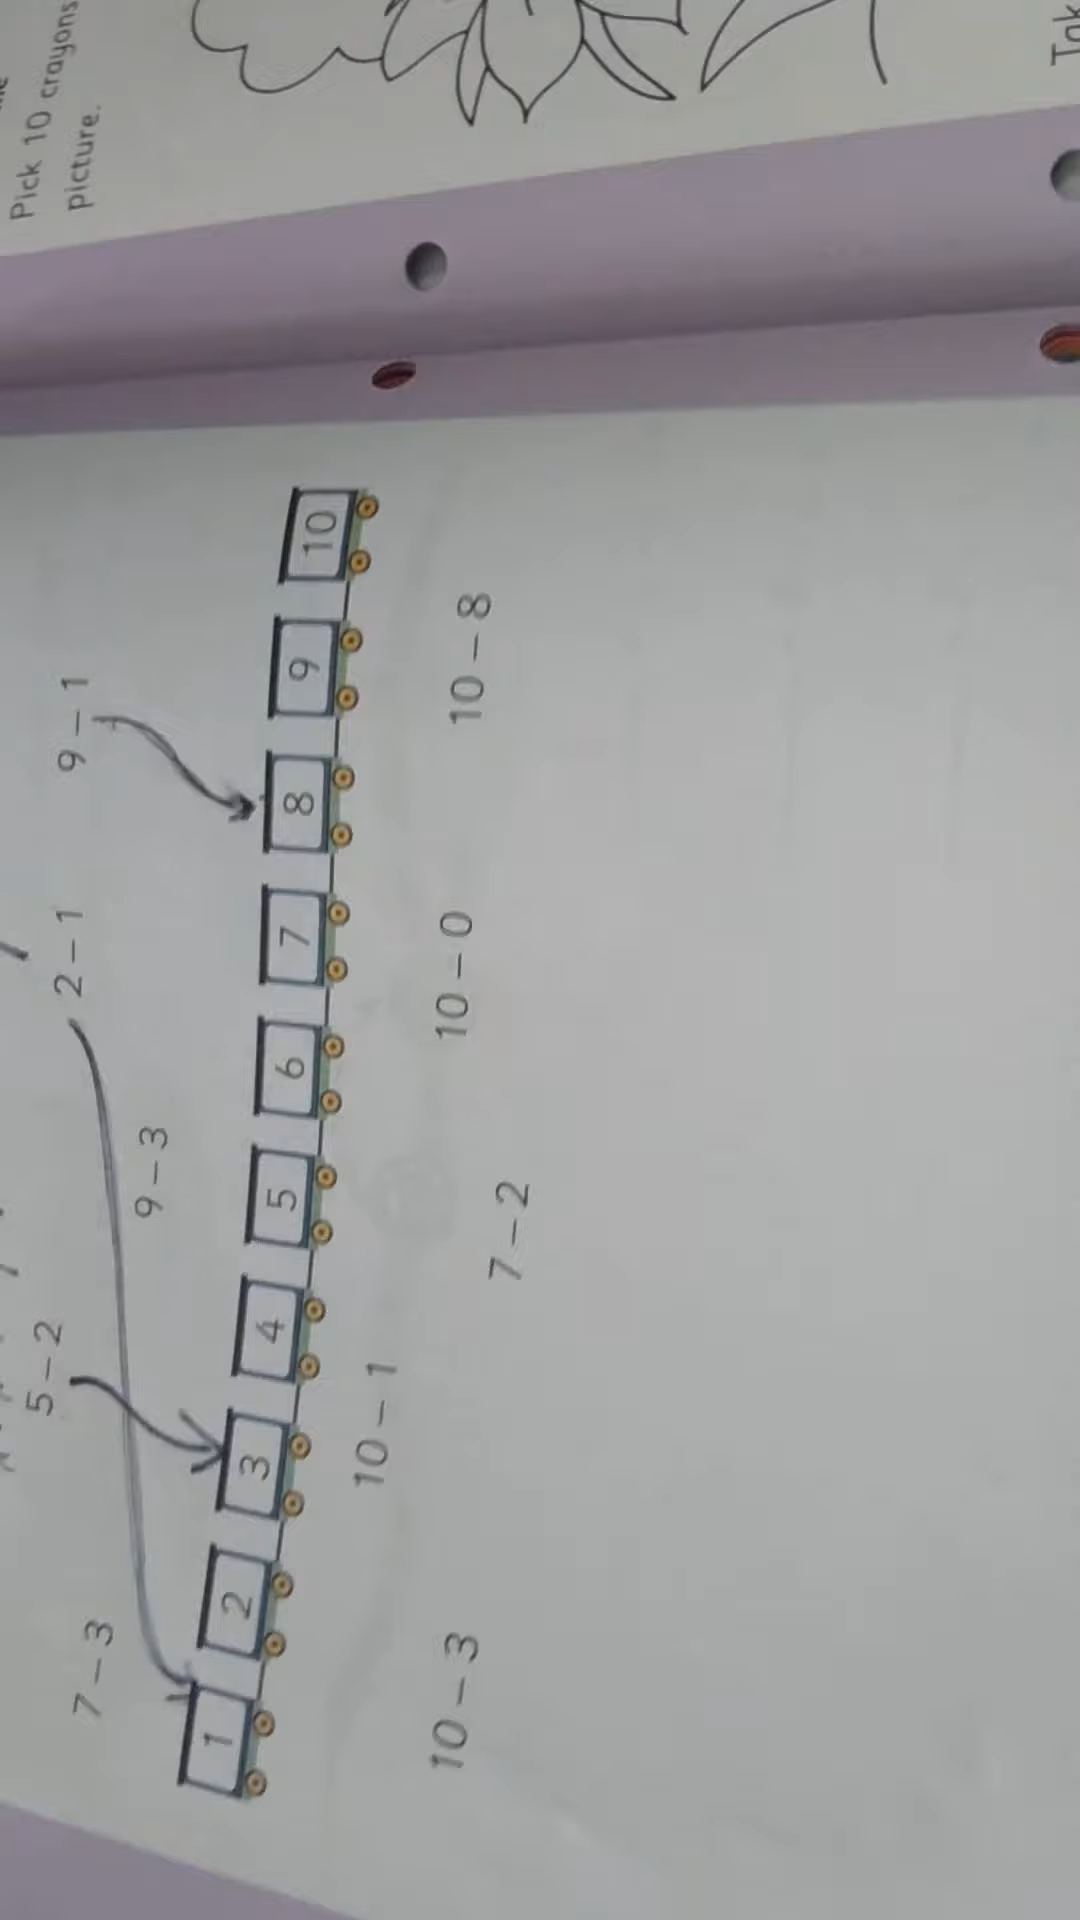 Pick 10 crayons
picture.
5 – 2
2 – 1
9 – 1
7 – 3
9 – 3
1 2 3 4 5 6 7 8 9 10
10 – 1
10 – 0
10 – 8
10 – 3
7 – 2